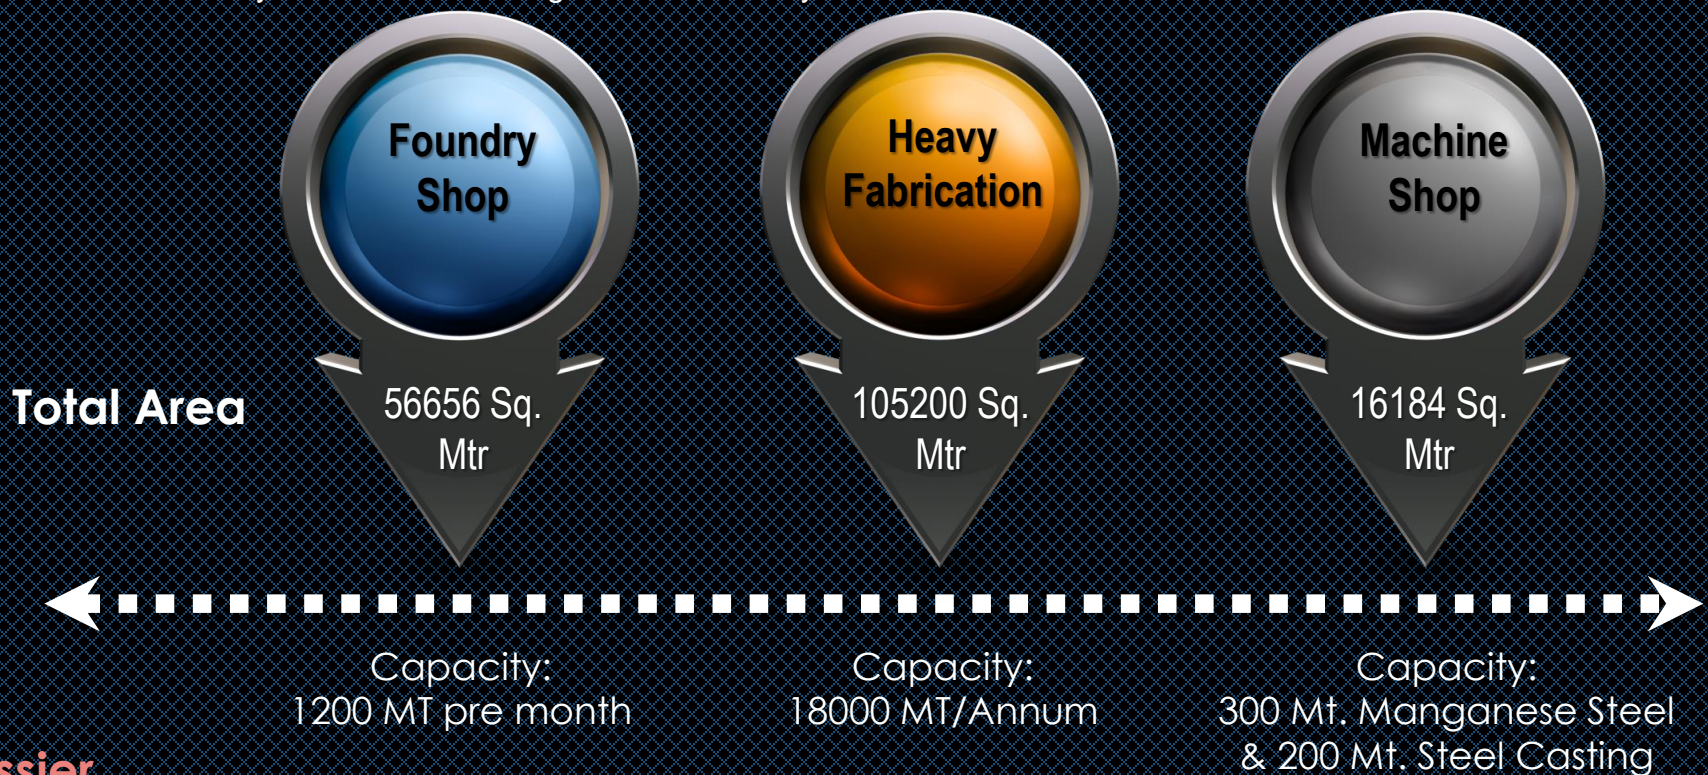 Foundry
Shop
Heavy
Fabrication
Machine
Shop
Total Area
56656 Sq.
Mtr
105200 Sq.
Mtr
16184 Sq.
Mtr
Capacity:
1200 MT pre month
Capacity:
18000 MT/Annum
Capacity:
300 Mt. Manganese Steel
& 200 Mt. Steel Casting